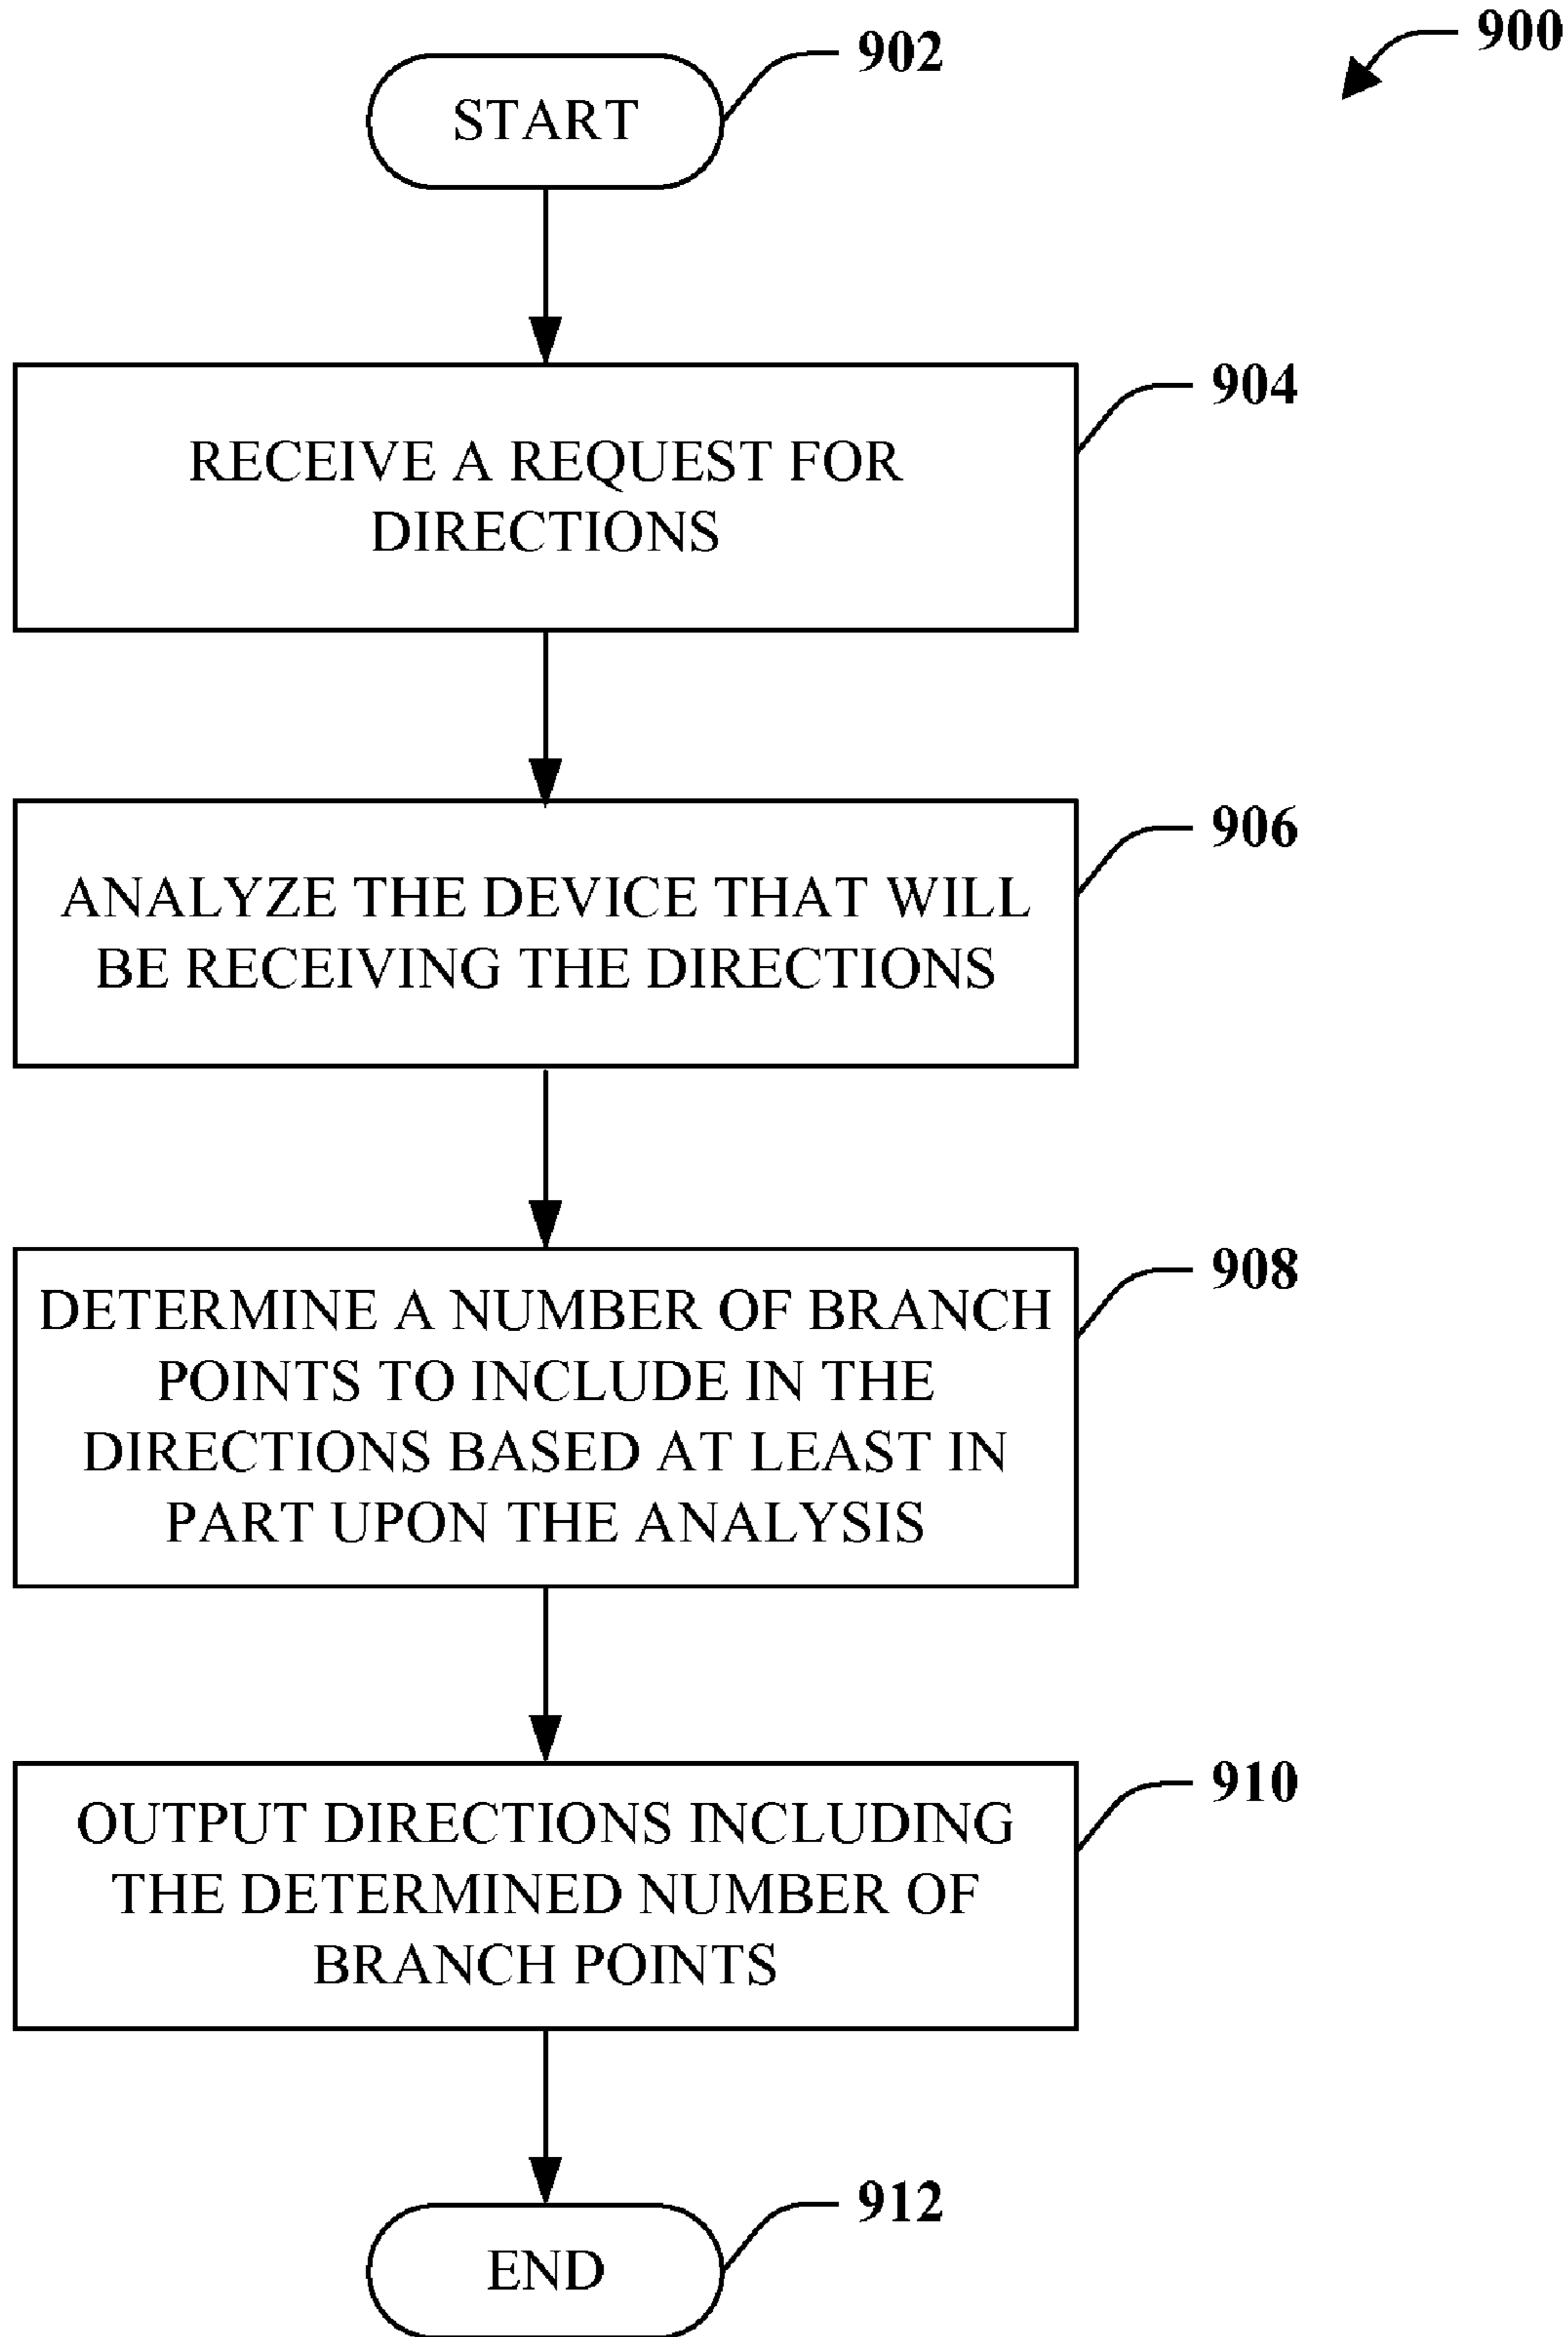 900
902
START
904
RECEIVE A REQUEST FOR
DIRECTIONS
906
ANALYZE THE DEVICE THAT WILL
BE RECEIVING THE DIRECTIONS
908
DETERMINE A NUMBER OF BRANCH
POINTS TO INCLUDE IN THE
DIRECTIONS BASED AT LEAST IN
PART UPON THE ANALYSIS
910
OUTPUT DIRECTIONS INCLUDING
THE DETERMINED NUMBER OF
BRANCH POINTS
912
END